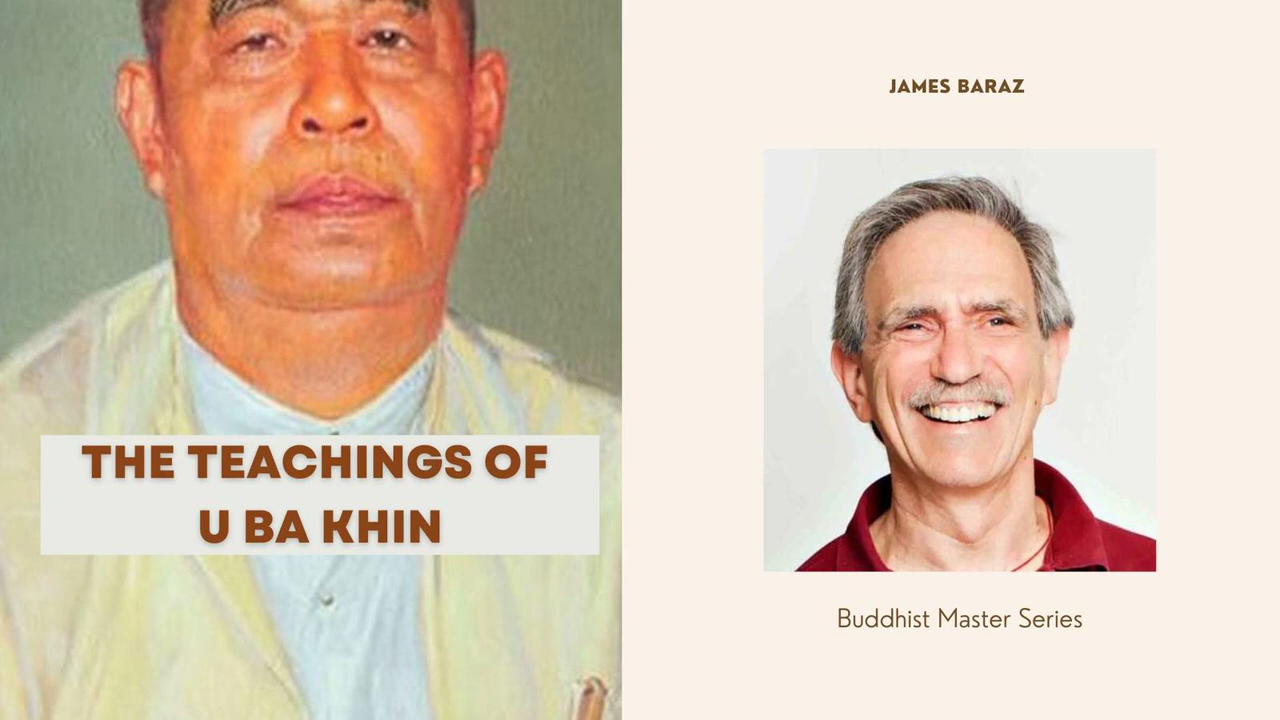 THE TEACHINGS OF
U BA KHIN
JAMES BARAZ
Buddhist Master Series